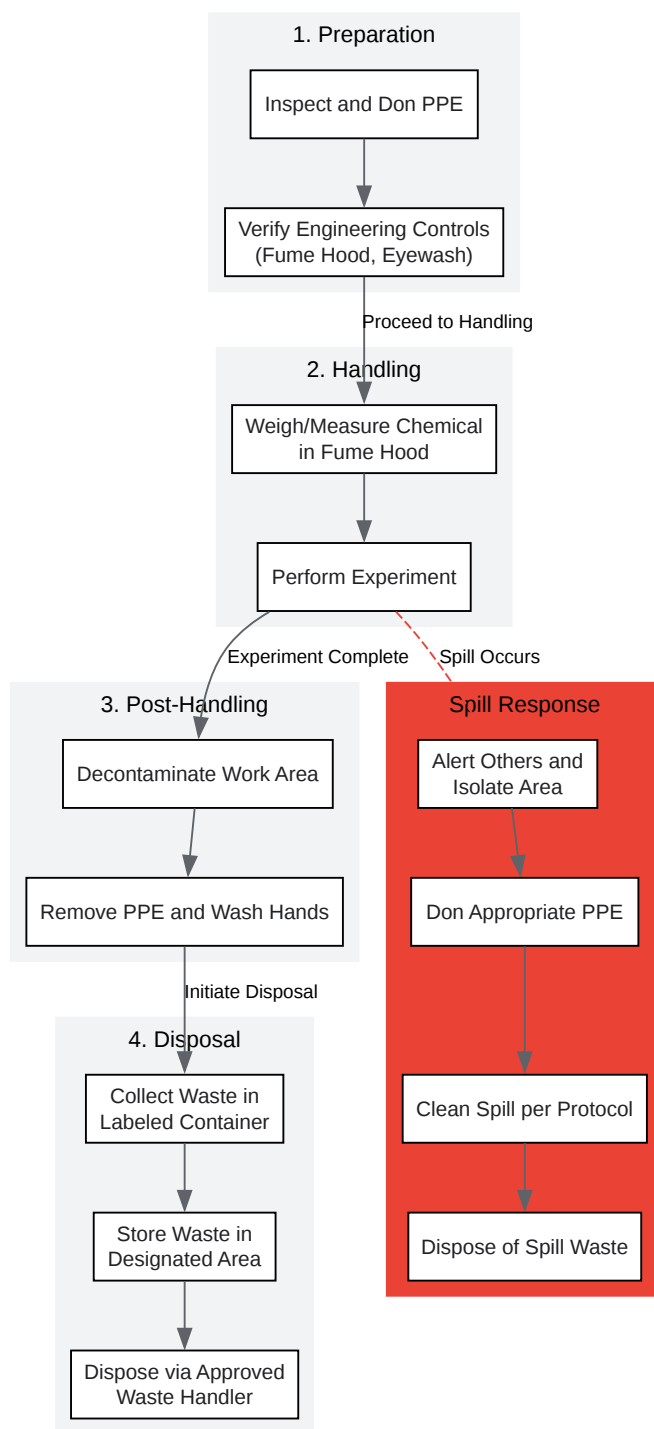 1. Preparation
Inspect and Don PPE
Verify Engineering Controls
(Fume Hood, Eyewash)
Proceed to Handling
2. Handling
Weigh/Measure Chemical
in Fume Hood
Perform Experiment
Experiment Complete
Spill Occurs
3. Post-Handling
Decontaminate Work Area
Remove PPE and Wash Hands
Initiate Disposal
4. Disposal
Collect Waste in
Labeled Container
Store Waste in
Designated Area
Dispose via Approved
Waste Handler
Spill Response
Alert Others and
Isolate Area
Don Appropriate PPE
Clean Spill per Protocol
Dispose of Spill Waste